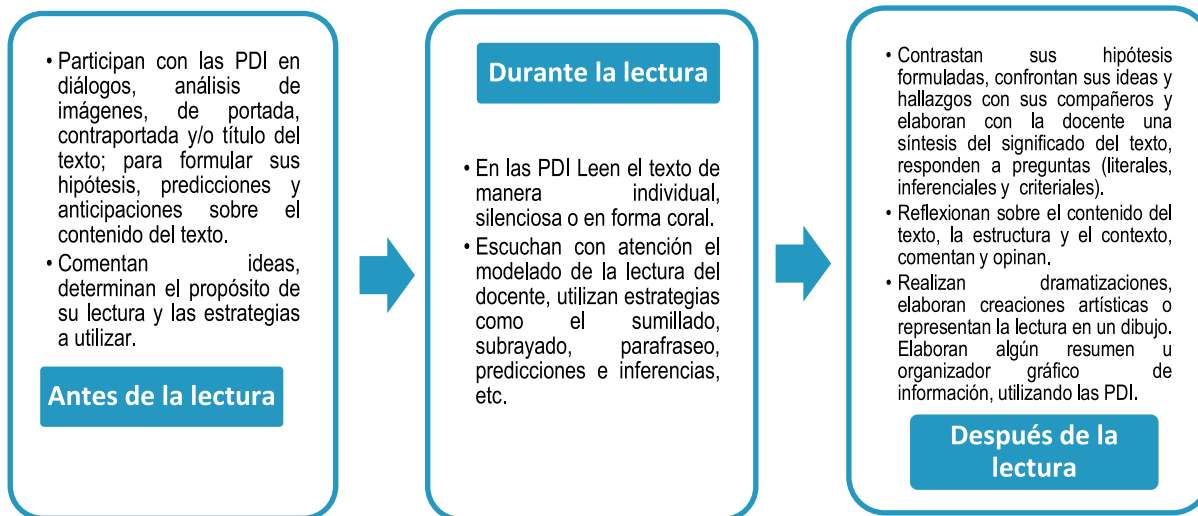 • Participan con las PDI en
diálogos, análisis de
imágenes, de portada,
contraportada y/o título del
texto; para formular sus
hipótesis, predicciones y
anticipaciones sobre el
contenido del texto.
• Comentan ideas,
determinan el propósito de
su lectura y las estrategias
a utilizar.
Antes de la lectura
Durante la lectura
• En las PDI Leen el texto de
manera individual,
silenciosa o en forma coral.
• Escuchan con atención el
modelado de la lectura del
docente, utilizan estrategias
como el sumillado,
subrayado, parafraseo,
predicciones e inferencias,
etc.
• Contrastan sus hipótesis
formuladas, confrontan sus ideas y
hallazgos con sus compañeros y
elaboran con la docente una
síntesis del significado del texto,
responden a preguntas (literales,
inferenciales y criteriales).
• Reflexionan sobre el contenido del
texto, la estructura y el contexto,
comentan y opinan.
• Realizan dramatizaciones,
elaboran creaciones artísticas o
representan la lectura en un dibujo.
Elaboran algún resumen u
organizador gráfico de
información, utilizando las PDI.
Después de la
lectura